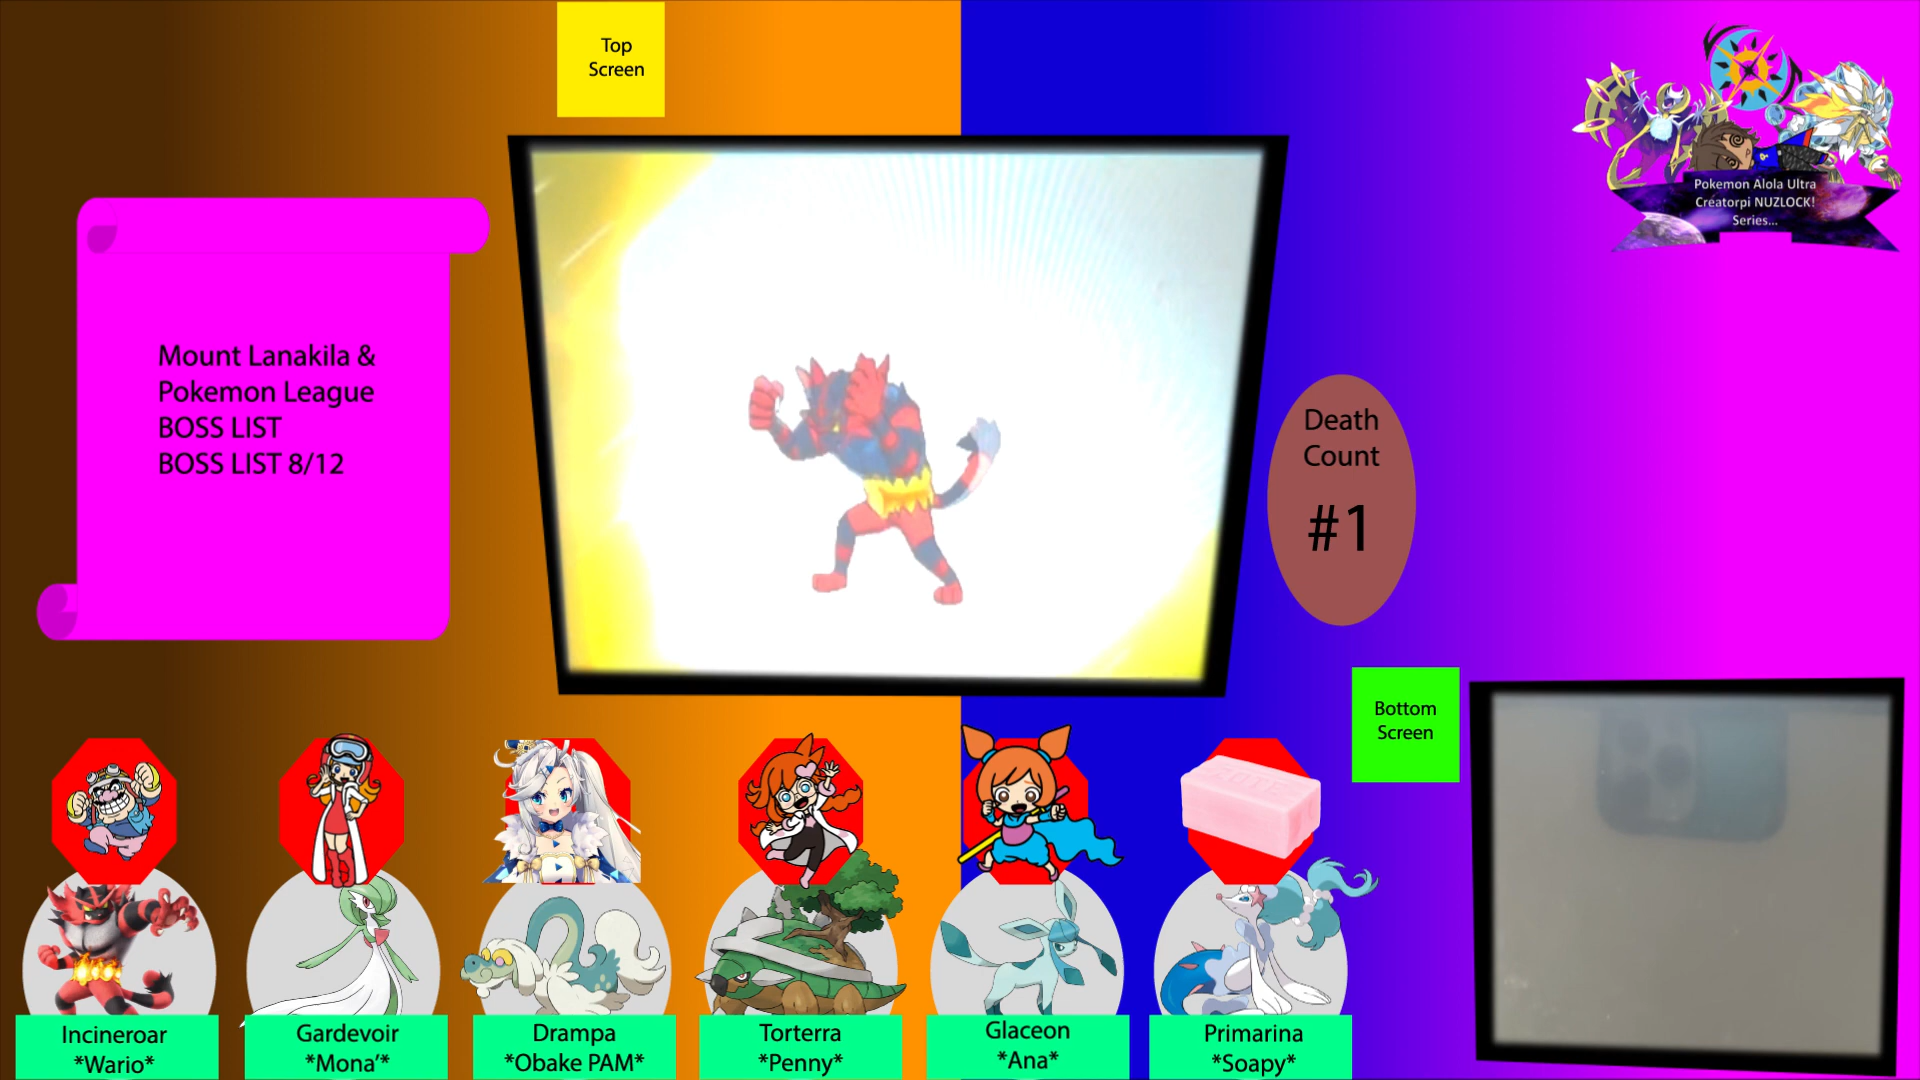 Top
Screen
Pokemon Alola Ultra
Creatorpi NUZLOCK!
Series...
Mount Lanakila &
Pokemon League
BOSS LIST
BOSS LIST 8/12
Death
Count
#1
Bottom
Screen
Incineroar
*Wario*
Gardevoir
*Mona’*
Drampa
*Obake PAM*
Torterra
*Penny*
Glaceon
*Ana*
Primarina
*Soapy*